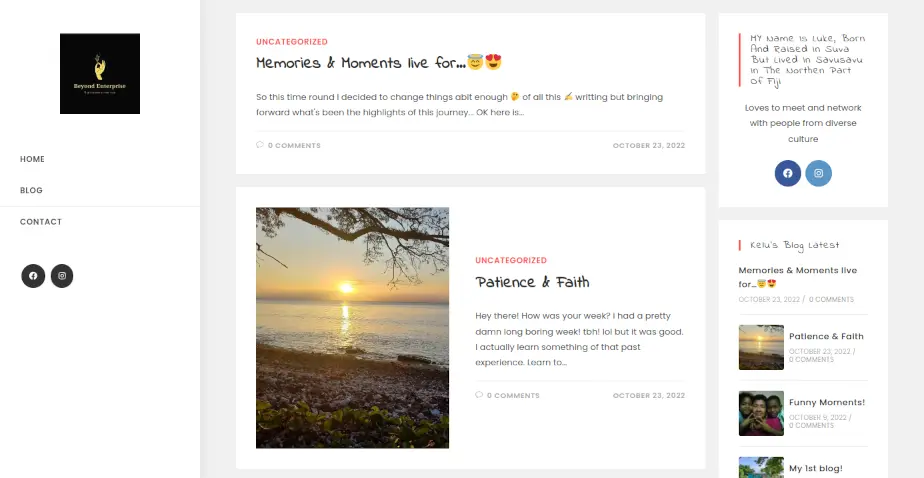 Beyond Enterprise
HOME
BLOG
CONTACT
UNCATEGORIZED
Memories & Moments live for...😇😍
So this time round I decided to change things abit enough 🤔 of all this ✍ writting but bringing
forward what's been the highlights of this journey... OK here is...
0 COMMENTS
OCTOBER 23, 2022
UNCATEGORIZED
Patience & Faith
Hey there! How was your week? I had a pretty
damn long boring week! tbh! lol but it was good.
I actually learn something of that past
experience. Learn to...
0 COMMENTS
OCTOBER 23, 2022
MY Name Is Luke, Born
And Raised In Suva
But Lived In Savusavu
In The Northen Part
Of Fiji
Loves to meet and network
with people from diverse
culture
Kelu's Blog Latest
Memories & Moments live
for...😇😍
OCTOBER 23, 2022 / 0 COMMENTS
Patience & Faith
OCTOBER 23, 2022 /
0 COMMENTS
Funny Moments!
OCTOBER 9, 2022 /
0 COMMENTS
My 1st blog!